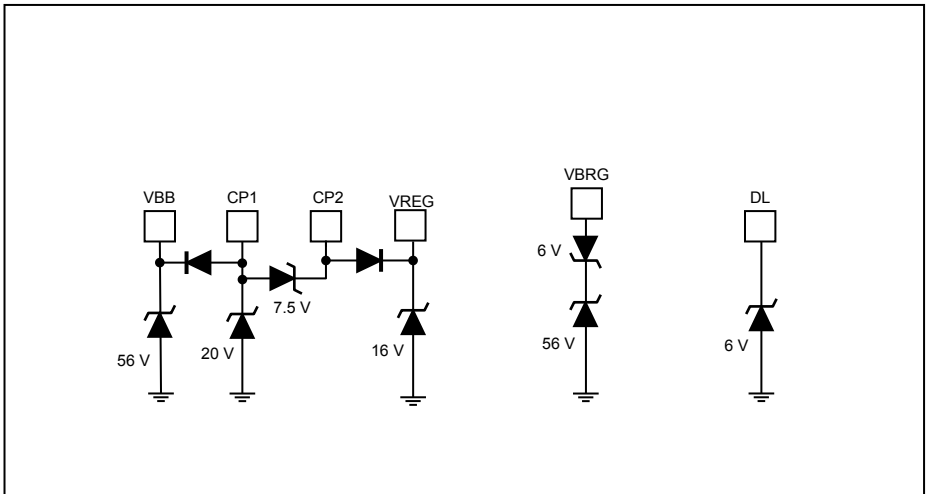 VBB
CP1
CP2
VREG
7.5 V
56 V
20 V
16 V
VBRG
6 V
56 V
DL
6 V